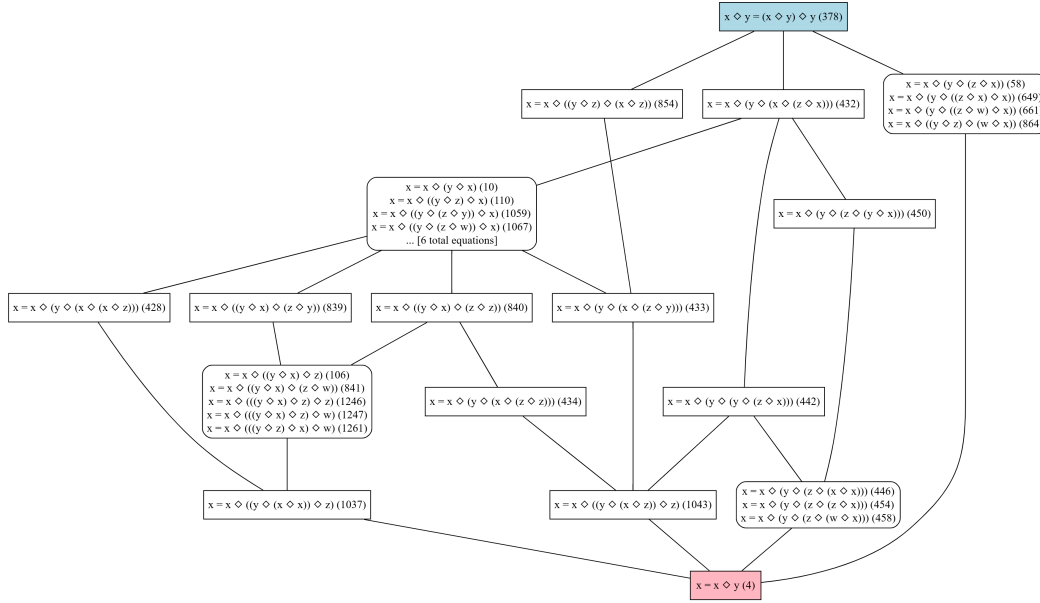 x ◇ y = (x ◇ y) ◇ y (378)
x = x ◇ ((y ◇ z) ◇ (x ◇ z)) (854)
x = x ◇ (y ◇ (x ◇ (z ◇ x))) (432)
x = x ◇ (y ◇ (z ◇ x)) (58)
x = x ◇ (y ◇ ((z ◇ x) ◇ x)) (649)
x = x ◇ (y ◇ ((z ◇ w) ◇ x)) (661)
x = x ◇ ((y ◇ z) ◇ (w ◇ x)) (864)
x = x ◇ (y ◇ x) (10)
x = x ◇ ((y ◇ z) ◇ x) (110)
x = x ◇ ((y ◇ (z ◇ y)) ◇ x) (1059)
x = x ◇ ((y ◇ (z ◇ w)) ◇ x) (1067)
... [6 total equations]
x = x ◇ (y ◇ (z ◇ (y ◇ x))) (450)
x = x ◇ (y ◇ (x ◇ (x ◇ z))) (428)
x = x ◇ ((y ◇ x) ◇ (z ◇ y)) (839)
x = x ◇ ((y ◇ x) ◇ (z ◇ z)) (840)
x = x ◇ (y ◇ (x ◇ (z ◇ y))) (433)
x = x ◇ ((y ◇ x) ◇ z) (106)
x = x ◇ ((y ◇ x) ◇ (z ◇ w)) (841)
x = x ◇ (((y ◇ x) ◇ z) ◇ z) (1246)
x = x ◇ (((y ◇ x) ◇ z) ◇ w) (1247)
x = x ◇ (((y ◇ z) ◇ x) ◇ w) (1261)
x = x ◇ (y ◇ (x ◇ (z ◇ z))) (434)
x = x ◇ (y ◇ (y ◇ (z ◇ x))) (442)
x = x ◇ ((y ◇ (x ◇ x)) ◇ z) (1037)
x = x ◇ ((y ◇ (x ◇ z)) ◇ z) (1043)
x = x ◇ (y ◇ (z ◇ (x ◇ x))) (446)
x = x ◇ (y ◇ (z ◇ (z ◇ x))) (454)
x = x ◇ (y ◇ (z ◇ (w ◇ x))) (458)
x = x ◇ y (4)